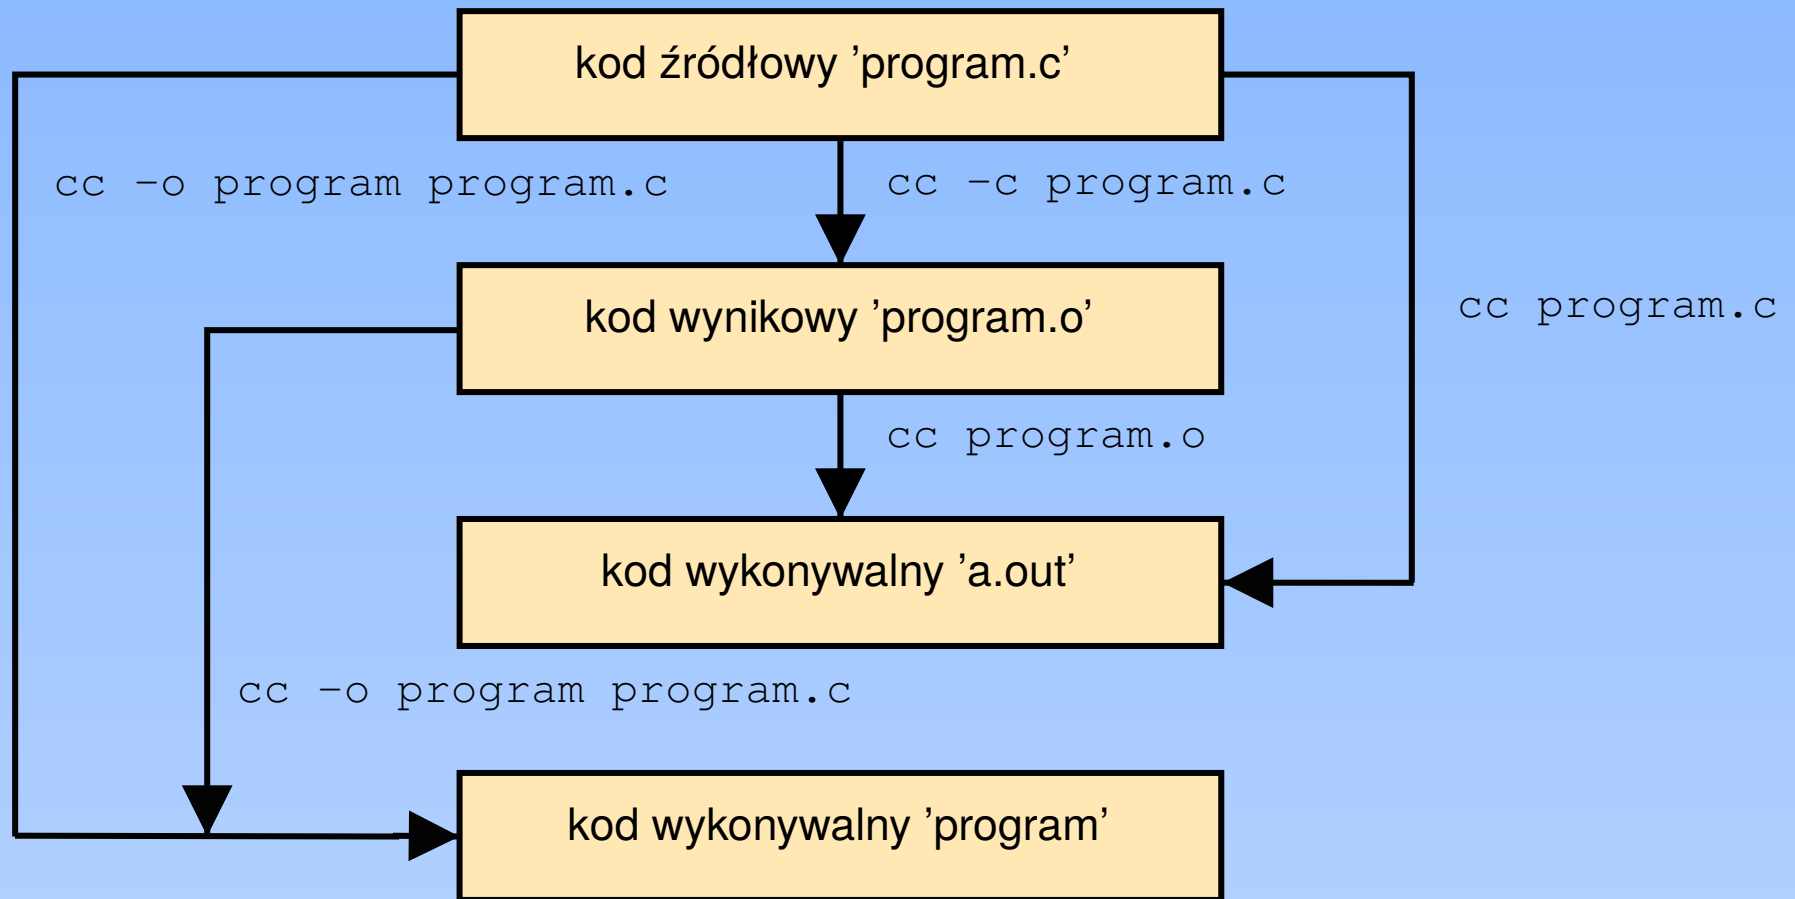 kod źródłowy ’program.c’
cc −o program program.c
cc −c program.c
kod wynikowy ’program.o’
cc program.c
cc program.o
kod wykonywalny ’a.out’
cc −o program program.c
kod wykonywalny ’program’